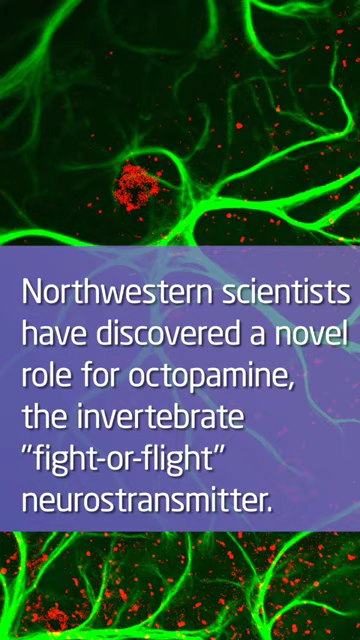 Northwestern scientists
have discovered a novel
role for octopamine,
the invertebrate
"fight-or-flight"
neurostransmitter.